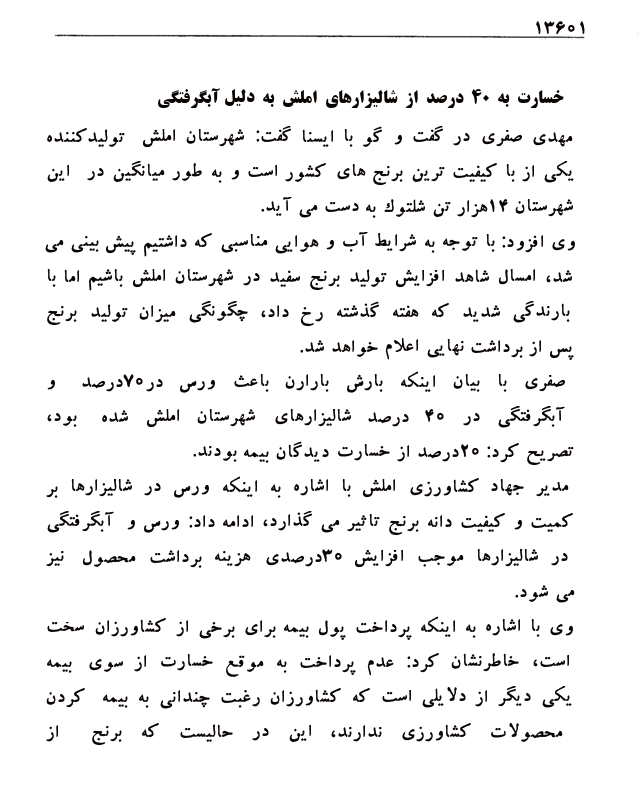 ۱۳۶۰۱
خسارت به ۴۰ درصد از شالیزارهای املش به دلیل آبگرفتگی
مهدی صفری در گفت و گو با ایسنا گفت: شهرستان املش تولیدکننده
یکی از با کیفیت ترین برنج های کشور است و به طور میانگین در این
شهرستان ۱۴هزار تن شلتوك به دست می آید.
وی افزود: با توجه به شرایط آب و هوایی مناسبی که داشتیم پیش بینی می
شد، امسال شاهد افزایش تولید برنج سفید در شهرستان املش باشیم اما با
بارندگی شدید که هفته گذشته رخ داد، چگونگی میزان تولید برنج
پس از برداشت نهایی اعلام خواهد شد.
صفری با بیان اینکه بارش بارارن باعث ورس در۷۰درصد و
آبگرفتگی در ۴۰ درصد شالیزارهای شهرستان املش شده بود،
تصریح کرد: ۲۰درصد از خسارت دیدگان بیمه بودند.
مدیر جهاد کشاورزی املش با اشاره به اینکه ورس در شالیزارها بر
کمیت و کیفیت دانه برنج تاثیر می گذارد، ادامه داد: ورس و آبگرفتگی
در شالیزارها موجب افزایش ۳۰درصدی هزینه برداشت محصول نیز
می شود.
وی با اشاره به اینکه پرداخت پول بیمه برای برخی از کشاورزان سخت
است، خاطرنشان کرد: عدم پرداخت به موقع خسارت از سوی بیمه
یکی دیگر از دلایلی است که کشاورزان رغبت چندانی به بیمه کردن
محصولات کشاورزی ندارند، این در حالیست که برنج از